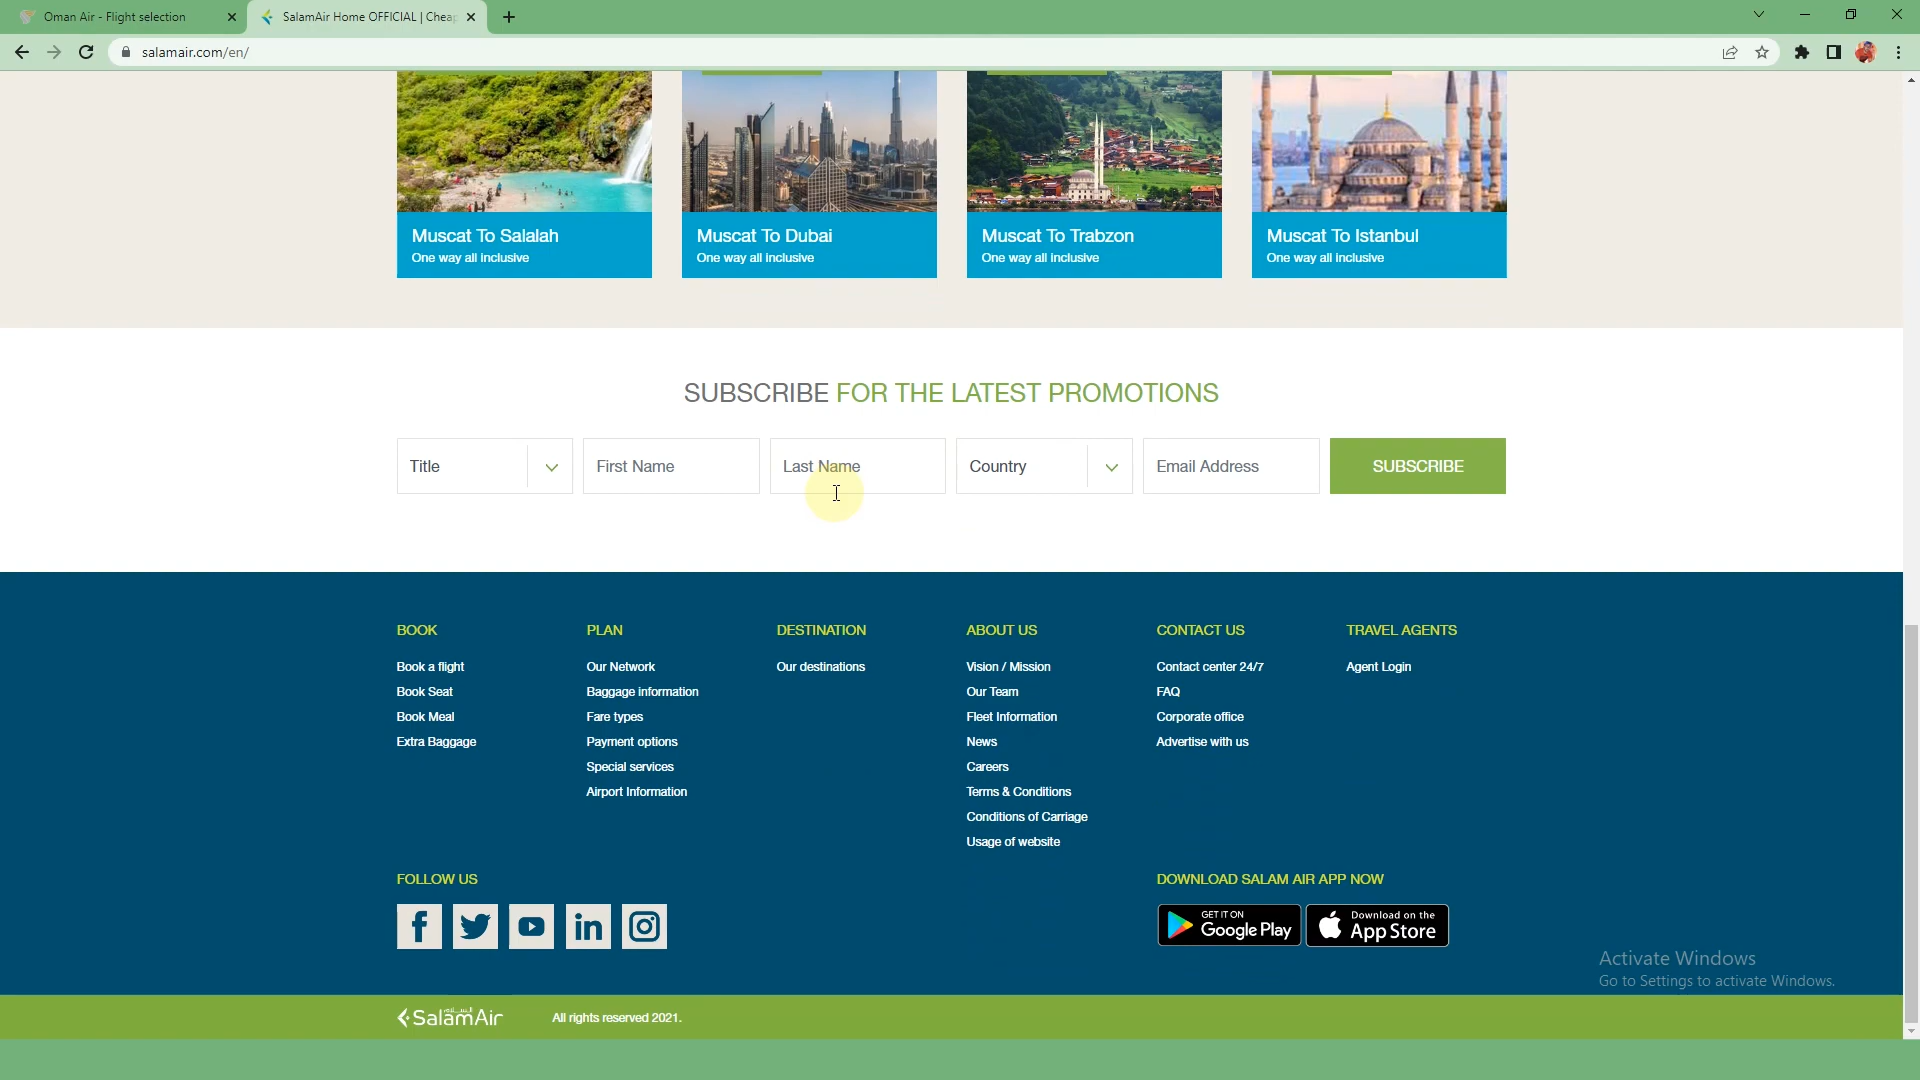 Oman Air - Flight selection
SalamAir Home OFFICIAL | Cheap
salamair.com/en/
Muscat To Salalah
One way all inclusive
Muscat To Dubai
One way all inclusive
Muscat To Trabzon
One way all inclusive
Muscat To Istanbul
One way all inclusive
SUBSCRIBE FOR THE LATEST PROMOTIONS
Title
First Name
Last Name
Country
Email Address
SUBSCRIBE
BOOK
Book a flight
Book Seat
Book Meal
Extra Baggage
PLAN
Our Network
Baggage information
Fare types
Payment options
Special services
Airport Information
DESTINATION
Our destinations
ABOUT US
Vision / Mission
Our Team
Fleet Information
News
Careers
Terms & Conditions
Conditions of Carriage
Usage of website
CONTACT US
Contact center 24/7
FAQ
Corporate office
Advertise with us
TRAVEL AGENTS
Agent Login
FOLLOW US
DOWNLOAD SALAM AIR APP NOW
GET IT ON
Google Play
Download on the
App Store
Activate Windows
Go to Settings to activate Windows.
SalamAir
All rights reserved 2021.